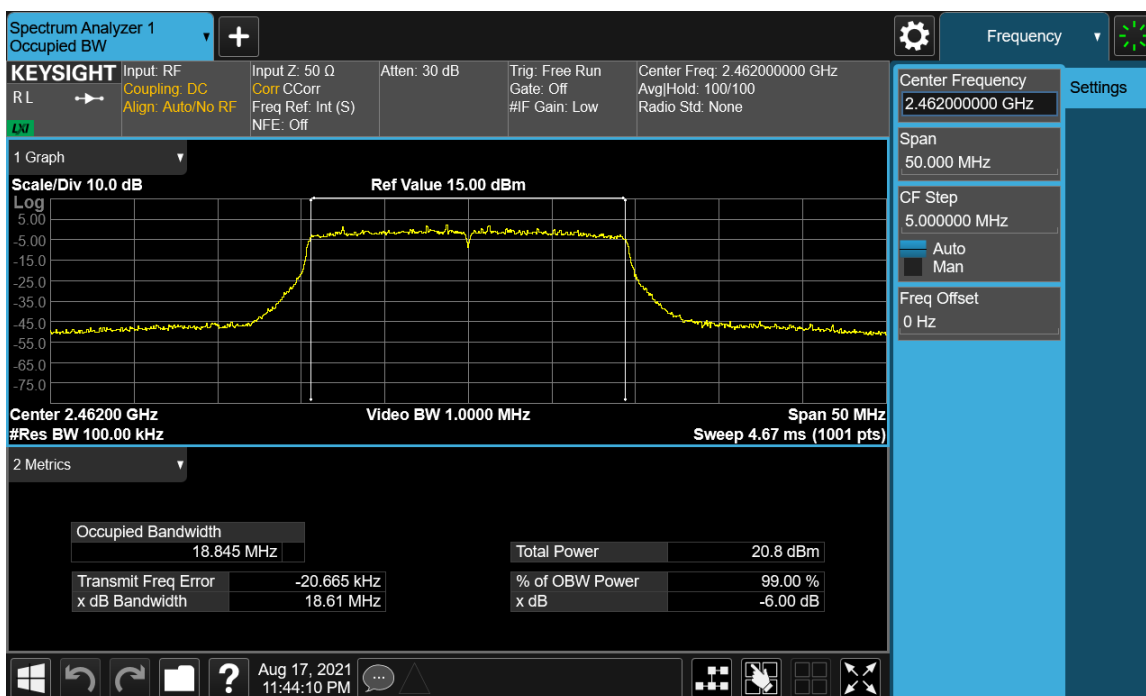 Spectrum Analyzer 1
Occupied BW
+
Frequency
KEYSIGHT
R L
LXI
Input: RF
Coupling: DC
Align: Auto/No RF
Input Z: 50 Ω
Corr CCorr
Freq Ref: Int (S)
NFE: Off
Atten: 30 dB
Trig: Free Run
Gate: Off
#IF Gain: Low
Center Freq: 2.462000000 GHz
Avg|Hold: 100/100
Radio Std: None
Center Frequency
2.462000000 GHz
Settings
Span
50.000 MHz
CF Step
5.000000 MHz
Auto
Man
Freq Offset
0 Hz
1 Graph
Scale/Div 10.0 dB
Ref Value 15.00 dBm
Log
5.00
-5.00
-15.0
-25.0
-35.0
-45.0
-55.0
-65.0
-75.0
Center 2.46200 GHz
Video BW 1.0000 MHz
Span 50 MHz
#Res BW 100.00 kHz
Sweep 4.67 ms (1001 pts)
2 Metrics
Occupied Bandwidth
18.845 MHz
Total Power 20.8 dBm
Transmit Freq Error -20.665 kHz
% of OBW Power 99.00 %
x dB Bandwidth 18.61 MHz
x dB -6.00 dB
?
Aug 17, 2021
11:44:10 PM